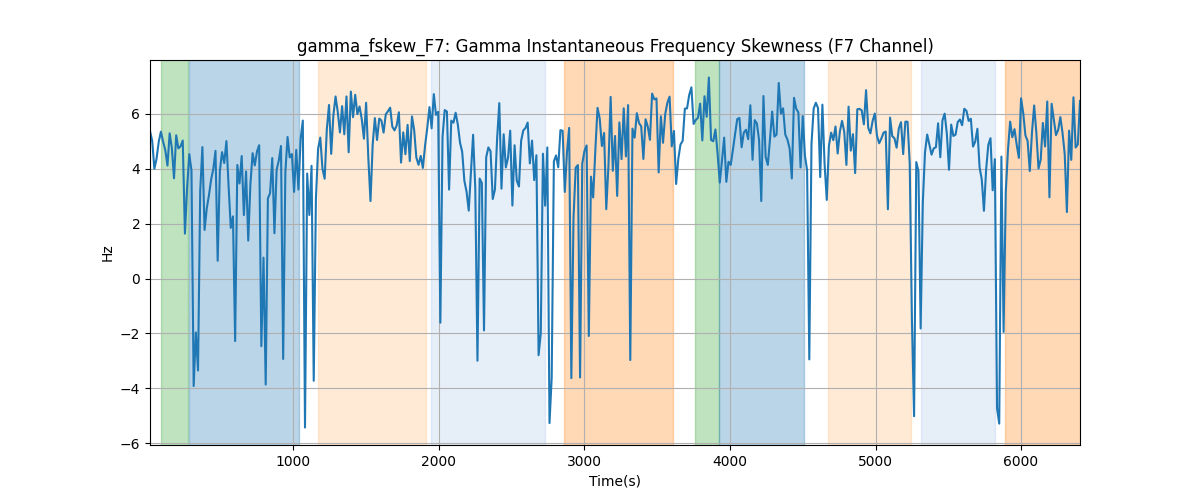 gamma_fskew_F7: Gamma Instantaneous Frequency Skewness (F7 Channel)
6
4
2
0
−2
−4
−6
Hz
1000 2000 3000 4000 5000 6000
Time(s)